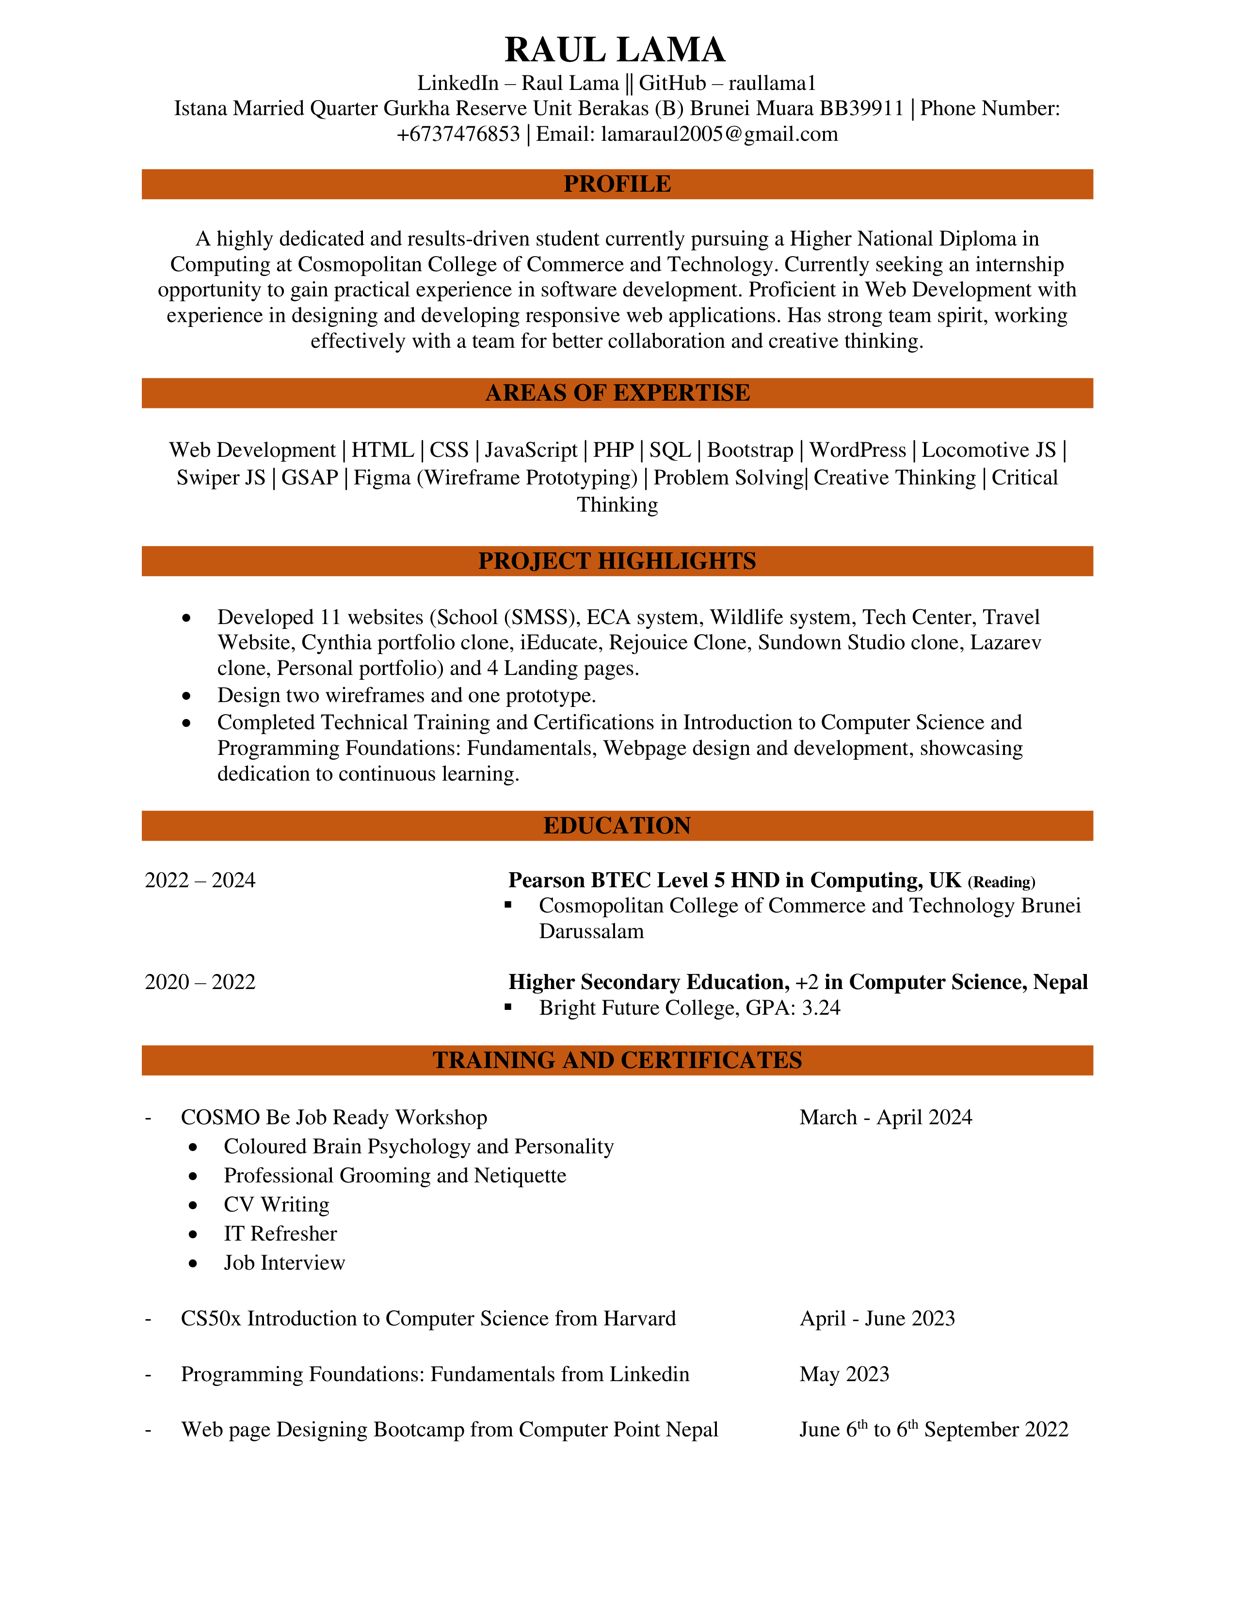 RAUL LAMA
LinkedIn – Raul Lama || GitHub – raullama1
Istana Married Quarter Gurkha Reserve Unit Berakas (B) Brunei Muara BB39911 | Phone Number:
+6737476853 | Email: lamaraul2005@gmail.com
PROFILE
A highly dedicated and results-driven student currently pursuing a Higher National Diploma in
Computing at Cosmopolitan College of Commerce and Technology. Currently seeking an internship
opportunity to gain practical experience in software development. Proficient in Web Development with
experience in designing and developing responsive web applications. Has strong team spirit, working
effectively with a team for better collaboration and creative thinking.
AREAS OF EXPERTISE
Web Development | HTML | CSS | JavaScript | PHP | SQL | Bootstrap | WordPress | Locomotive JS |
Swiper JS | GSAP | Figma (Wireframe Prototyping) | Problem Solving| Creative Thinking | Critical
Thinking
PROJECT HIGHLIGHTS
• Developed 11 websites (School (SMSS), ECA system, Wildlife system, Tech Center, Travel
Website, Cynthia portfolio clone, iEducate, Rejouice Clone, Sundown Studio clone, Lazarev
clone, Personal portfolio) and 4 Landing pages.
• Design two wireframes and one prototype.
• Completed Technical Training and Certifications in Introduction to Computer Science and
Programming Foundations: Fundamentals, Webpage design and development, showcasing
dedication to continuous learning.
EDUCATION
2022 – 2024 Pearson BTEC Level 5 HND in Computing, UK (Reading)
▪ Cosmopolitan College of Commerce and Technology Brunei
Darussalam
2020 – 2022 Higher Secondary Education, +2 in Computer Science, Nepal
▪ Bright Future College, GPA: 3.24
TRAINING AND CERTIFICATES
- COSMO Be Job Ready Workshop March - April 2024
• Coloured Brain Psychology and Personality
• Professional Grooming and Netiquette
• CV Writing
• IT Refresher
• Job Interview
- CS50x Introduction to Computer Science from Harvard April - June 2023
- Programming Foundations: Fundamentals from Linkedin May 2023
- Web page Designing Bootcamp from Computer Point Nepal June 6th to 6th September 2022